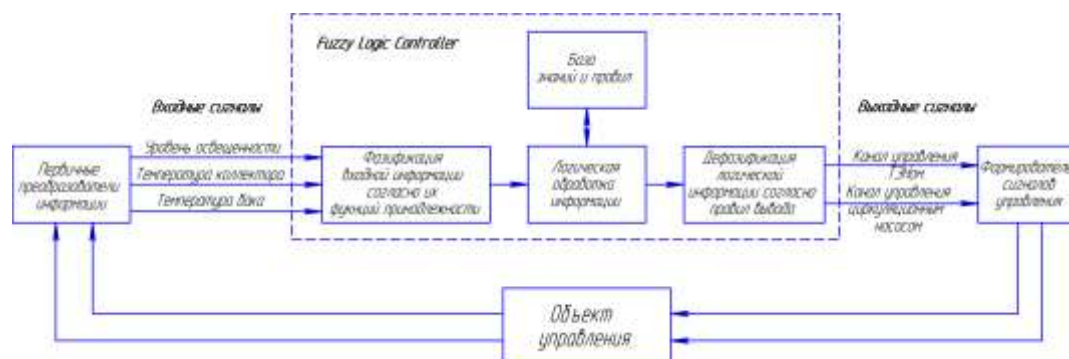 Fuzzy Logic Controller
База
знаний и правил
Входные сигналы
Выходные сигналы
Первичные
преобразователи
информации
Уровень освещенности
Температура коллектора
Температура бака
Фазификация
входной информации
согласно их
функций принадлежности
Логическая
обработка
информации
Дефазификация
логической
информации согласно
правил вывода
Канал управления
ТЭНом
Канал управления
циркуляционным
насосом
Формирователь
сигналов
управления
Объект
управления